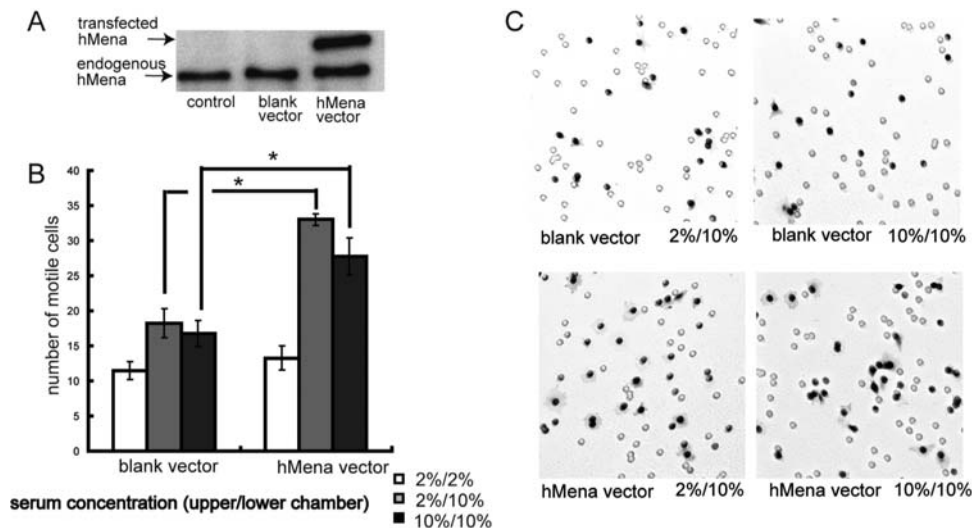 A
transfected
hMena
endogenous
hMena
control
blank
vector
hMena
vector
B
*
*
number of motile cells
40
35
30
25
20
15
10
5
0
blank vector
hMena vector
serum concentration (upper/lower chamber)
2%/2%
2%/10%
10%/10%
C
blank vector 2%/10%
blank vector 10%/10%
hMena vector 2%/10%
hMena vector 10%/10%